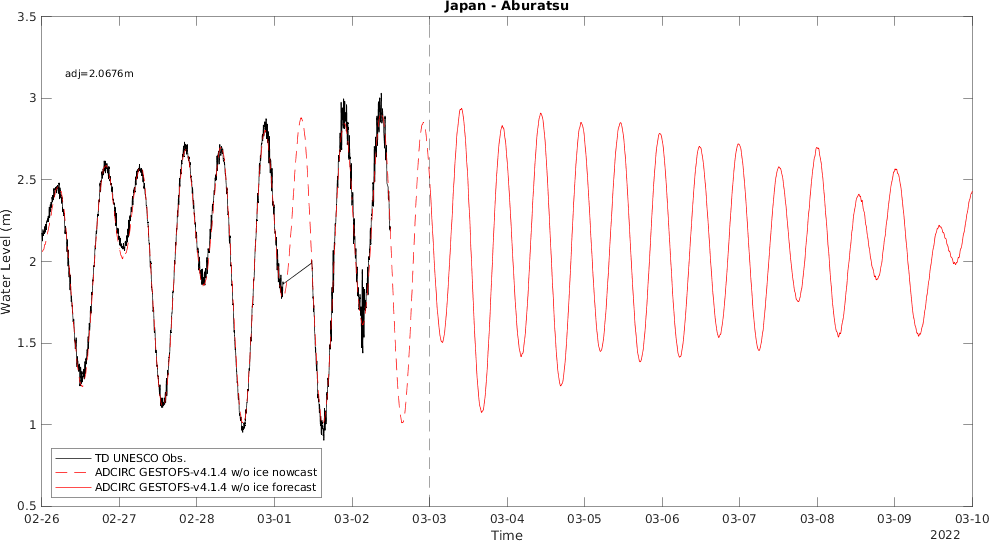 Japan - Aburatsu
3.5
3
2.5
2
1.5
1
0.5
Water Level (m)
adj=2.0676m
TD UNESCO Obs.
ADCIRC GESTOFS-v4.1.4 w/o ice nowcast
ADCIRC GESTOFS-v4.1.4 w/o ice forecast
02-26 02-27 02-28 03-01 03-02 03-03 03-04 03-05 03-06 03-07 03-08 03-09 03-10
Time
2022